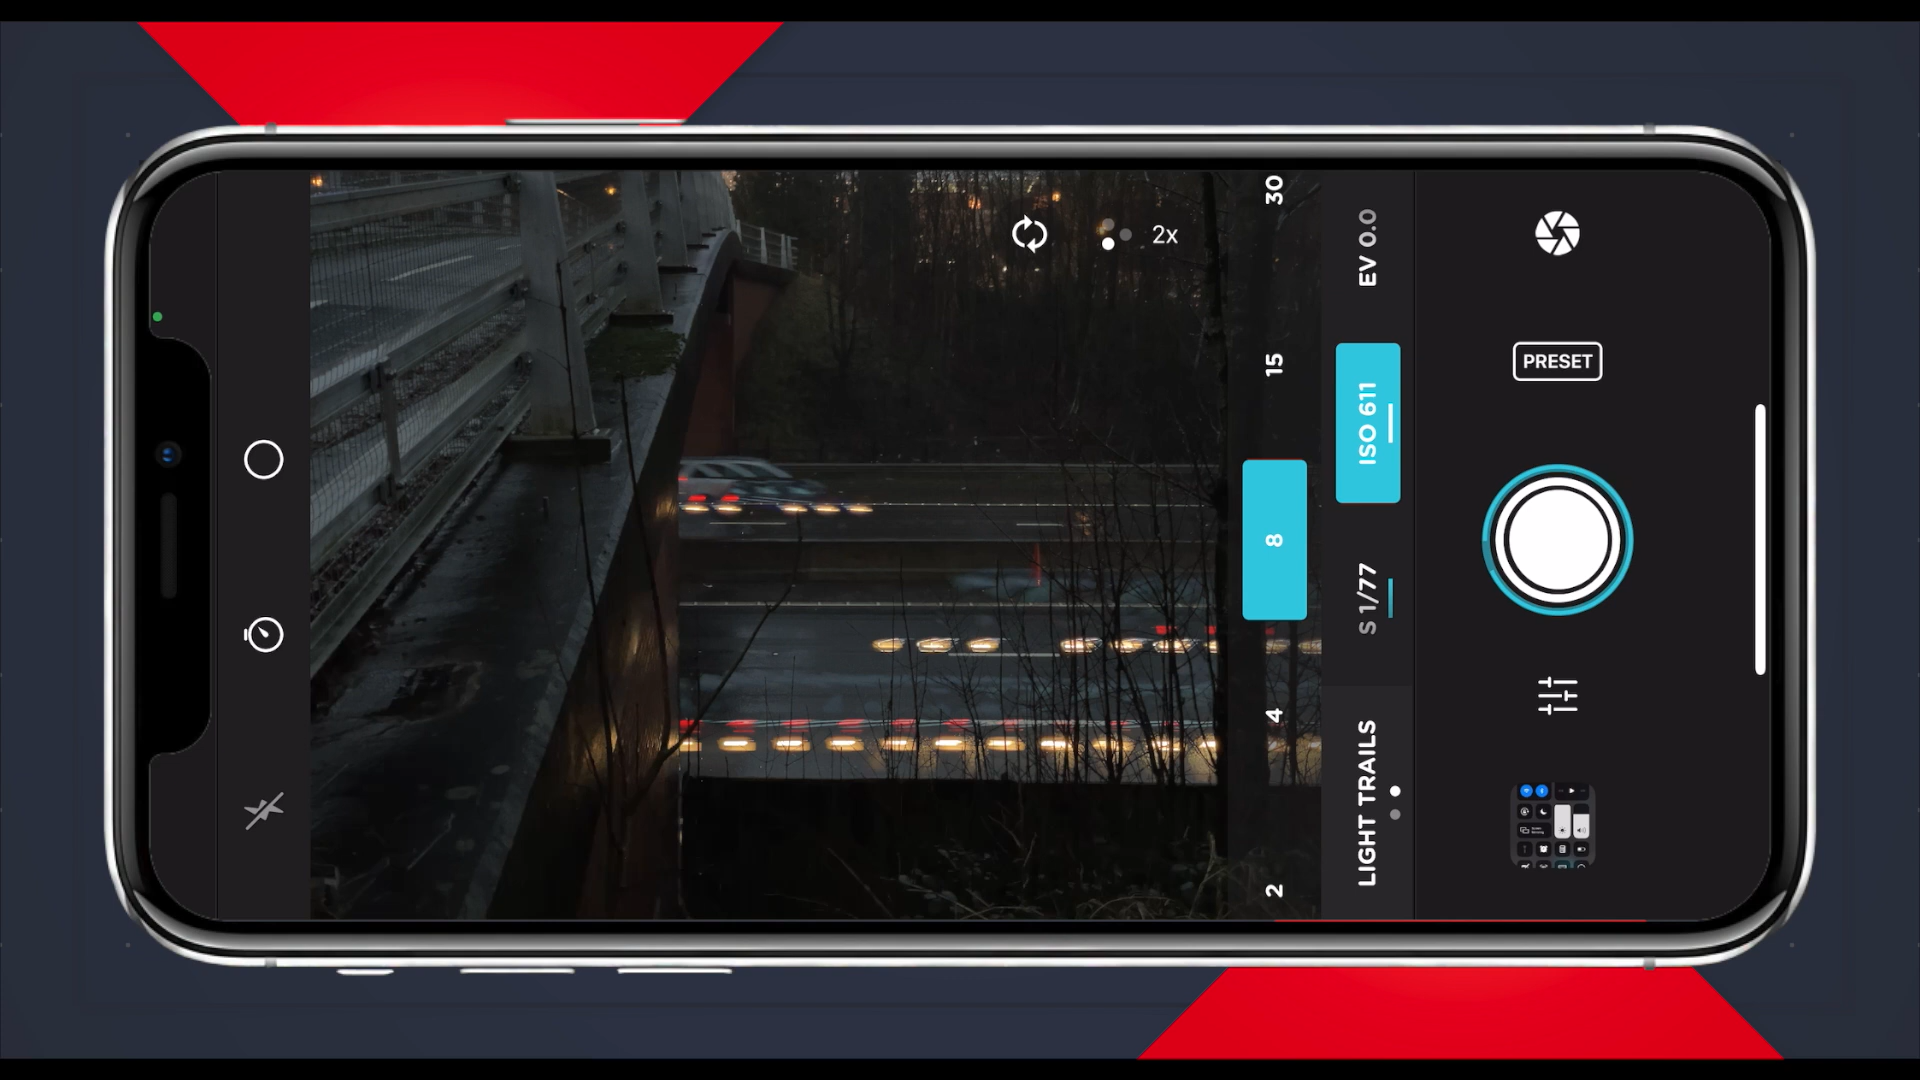 2x
30
15
8
4
2
EV 0.0
ISO 611
S 1/77
LIGHT TRAILS
PRESET